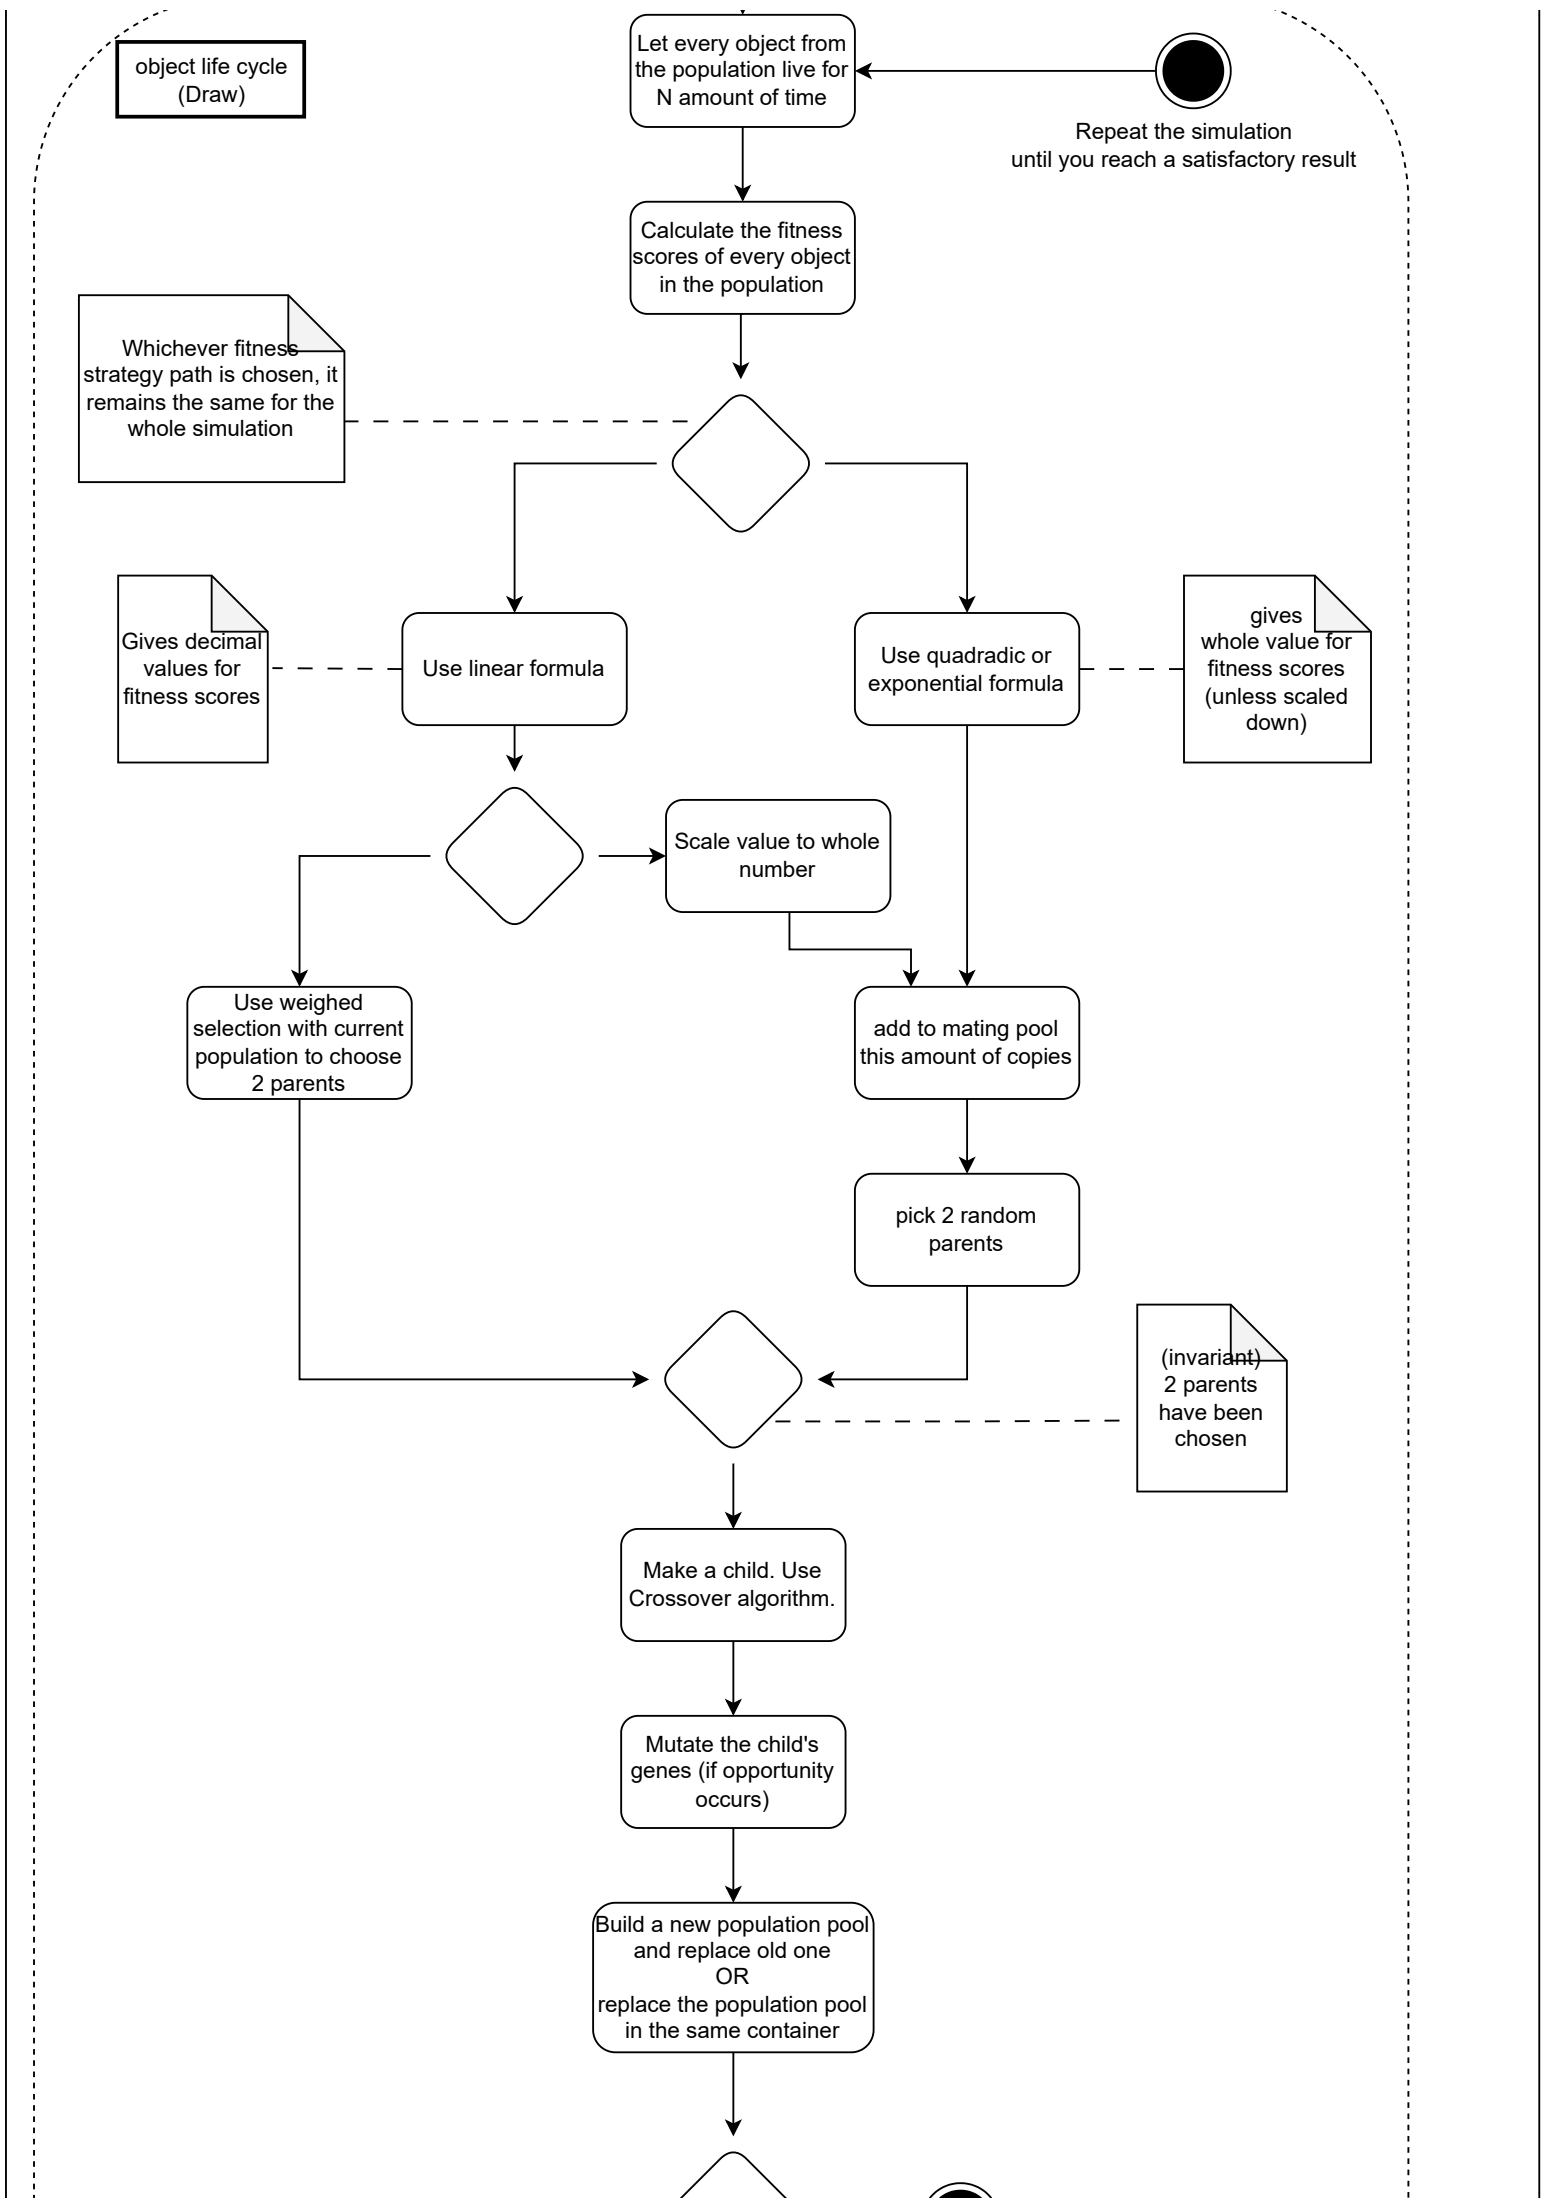 object life cycle
(Draw)
Let every object from
the population live for
N amount of time
Repeat the simulation
until you reach a satisfactory result
Calculate the fitness
scores of every object
in the population
Whichever fitness
strategy path is chosen, it
remains the same for the
whole simulation
Gives decimal
values for
fitness scores
Use linear formula
Use quadradic or
exponential formula
gives
whole value for
fitness scores
(unless scaled
down)
Scale value to whole
number
Use weighed
selection with current
population to choose
2 parents
add to mating pool
this amount of copies
pick 2 random
parents
(invariant)
2 parents
have been
chosen
Make a child. Use
Crossover algorithm.
Mutate the child's
genes (if opportunity
occurs)
Build a new population pool
and replace old one
OR
replace the population pool
in the same container